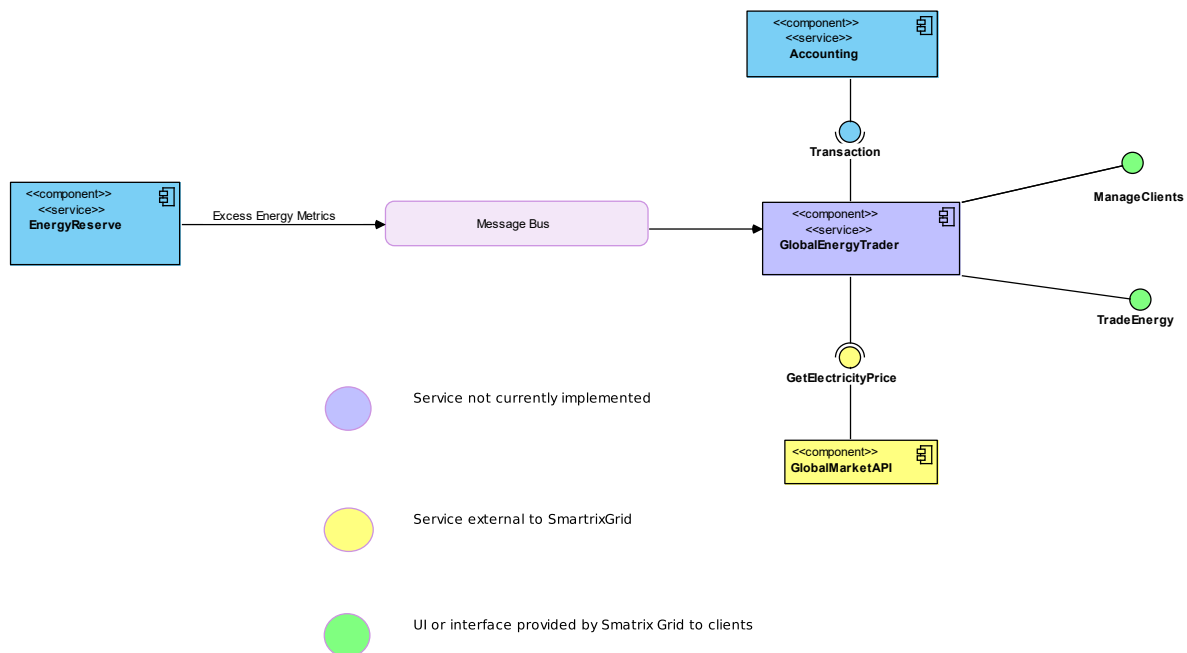 <<component>>
<<service>>
Accounting
Transaction
ManageClients
<<component>>
<<service>>
EnergyReserve
Excess Energy Metrics
Message Bus
<<component>>
<<service>>
GlobalEnergyTrader
TradeEnergy
GetElectricityPrice
<<component>>
GlobalMarketAPI
Service not currently implemented
Service external to SmartrixGrid
UI or interface provided by Smatrix Grid to clients